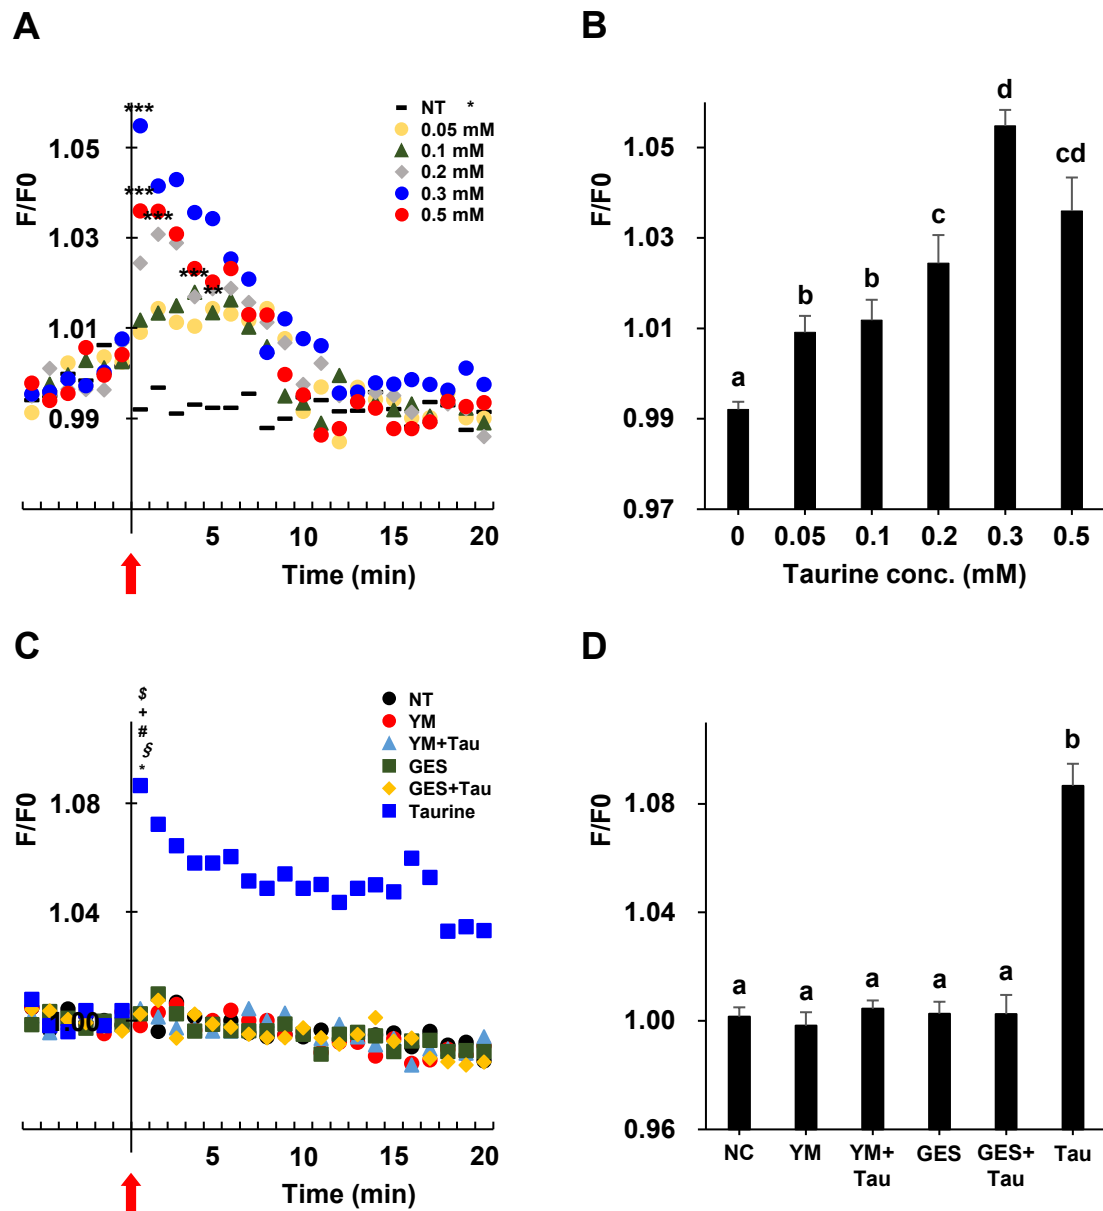 A
***
NT *
0.05 mM
0.1 mM
0.2 mM
0.3 mM
0.5 mM
1.05
***
***
F/F0
1.03
***
**
1.01
0.99
5 10 15 20
Time (min)
B
d
cd
c
b b
a
F/F0
1.05
1.03
1.01
0.99
0.97
0 0.05 0.1 0.2 0.3 0.5
Taurine conc. (mM)
C
$
+
#
§
*
NT
YM
YM+Tau
GES
GES+Tau
Taurine
F/F0
1.08
1.04
1.00
5 10 15 20
Time (min)
D
b
F/F0
1.08
1.04
a a a a a
1.00
0.96
NC YM YM+ GES GES+ Tau
Tau Tau